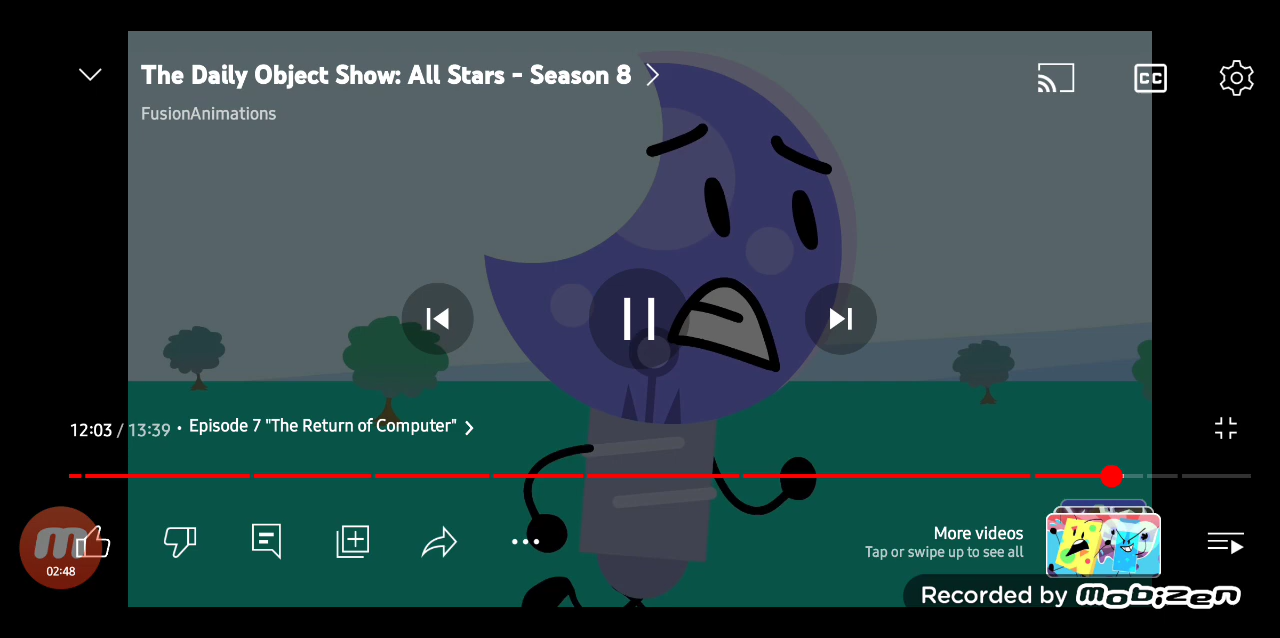 The Daily Object Show: All Stars - Season 8
CC
FusionAnimations
12:03 / 13:39 • Episode 7 "The Return of Computer"
More videos
Tap or swipe up to see all
02:48
Recorded by mobizen